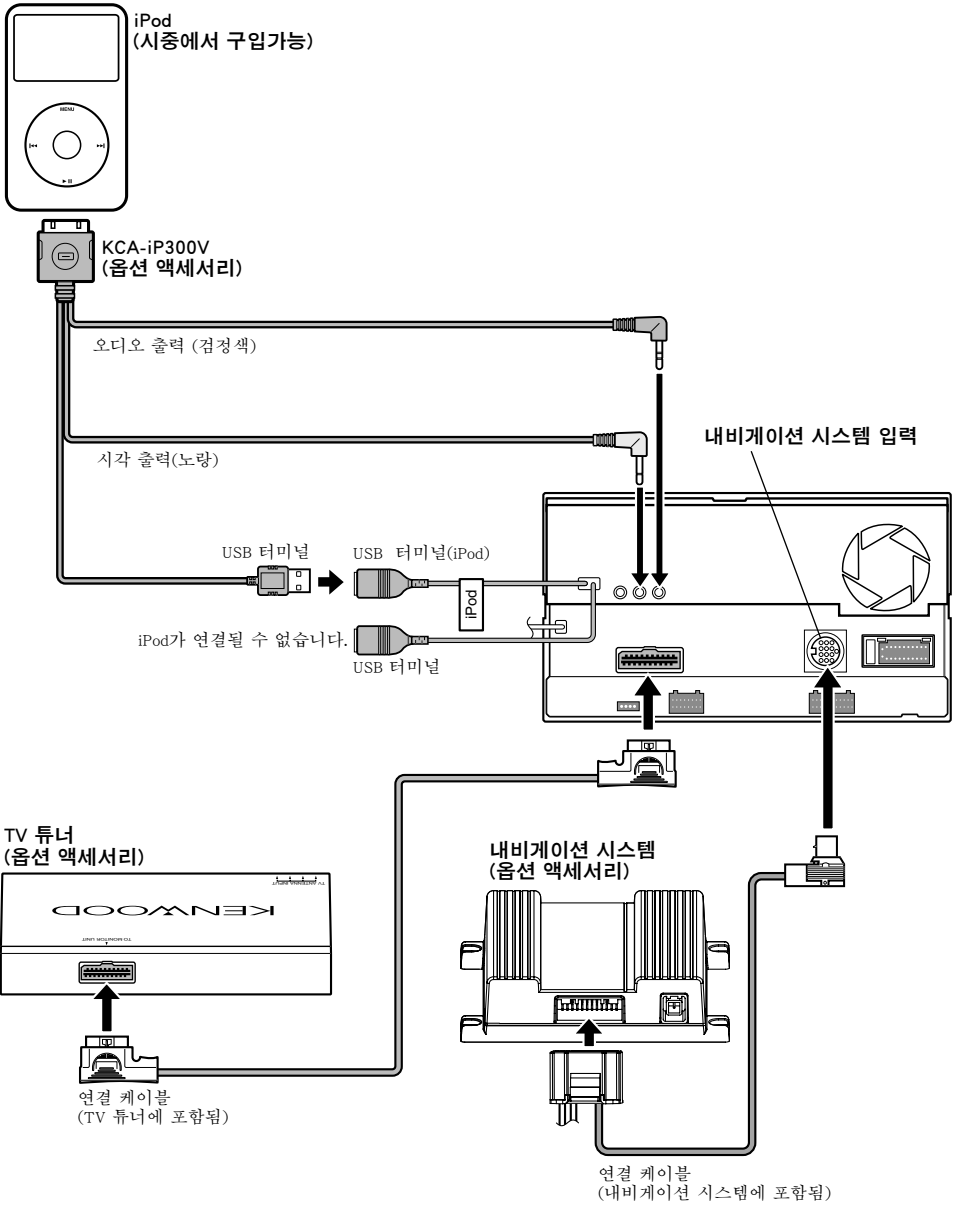 iPod
(시중에서 구입가능)
MENU
KCA-iP300V
(옵션 액세서리)
오디오 출력 (검정색)
시각 출력(노랑)
내비게이션 시스템 입력
USB 터미널
USB 터미널(iPod)
iPod
iPod가 연결될 수 없습니다.
USB 터미널
TV 튜너
(옵션 액세서리)
TV ANTENNA INPUT
KENWOOD
TO MONITOR UNIT
내비게이션 시스템
(옵션 액세서리)
연결 케이블
(TV 튜너에 포함됨)
연결 케이블
(내비게이션 시스템에 포함됨)